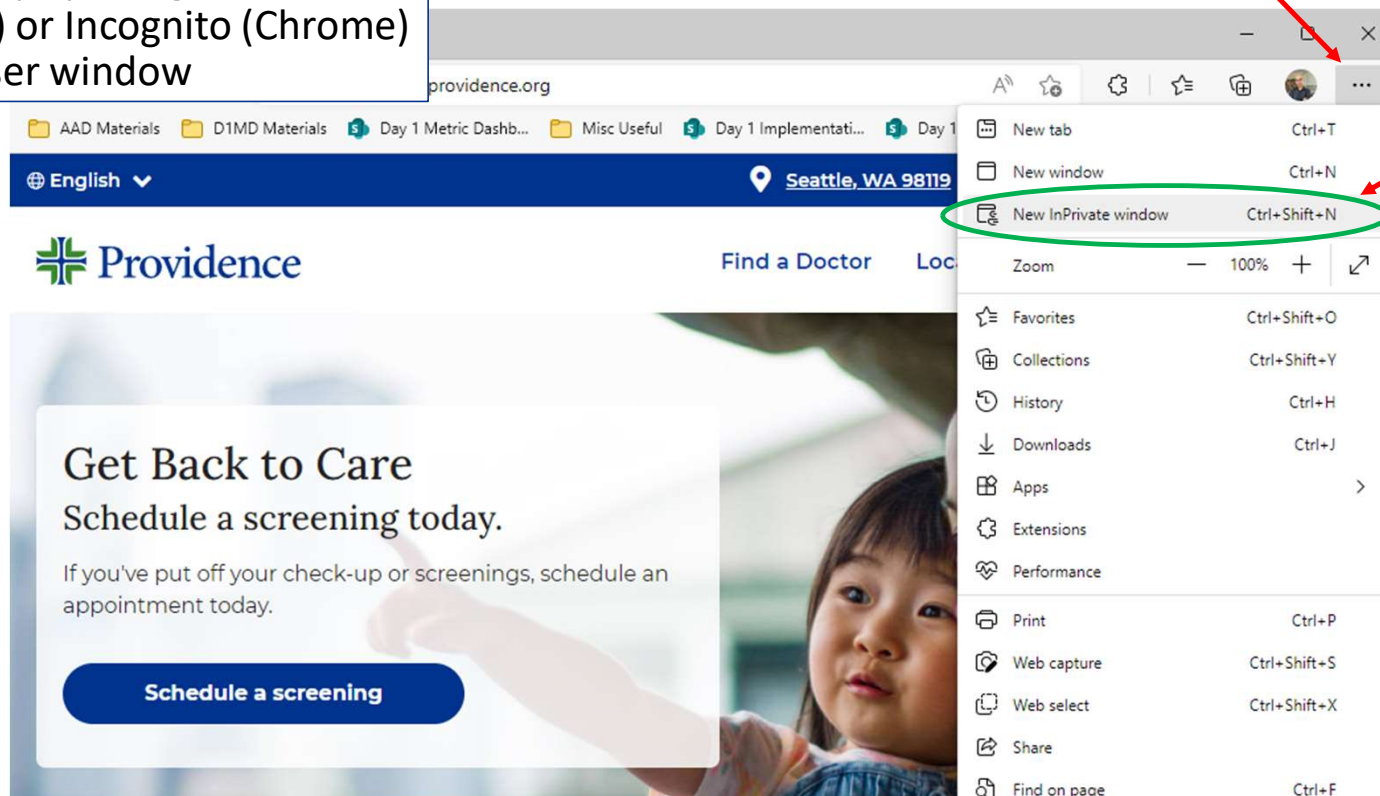 ) or Incognito (Chrome)
er window
providence.org
AAD Materials D1MD Materials Day 1 Metric Dashb... Misc Useful Day 1 Implementati... Day 1
English Seattle, WA 98119
Providence
Find a Doctor Loc
Get Back to Care
Schedule a screening today.
If you've put off your check-up or screenings, schedule an
appointment today.
Schedule a screening
New tab Ctrl+T
New window Ctrl+N
New InPrivate window Ctrl+Shift+N
Zoom — 100% +
Favorites Ctrl+Shift+O
Collections Ctrl+Shift+Y
History Ctrl+H
Downloads Ctrl+J
Apps
Extensions
Performance
Print Ctrl+P
Web capture Ctrl+Shift+S
Web select Ctrl+Shift+X
Share
Find on page Ctrl+F